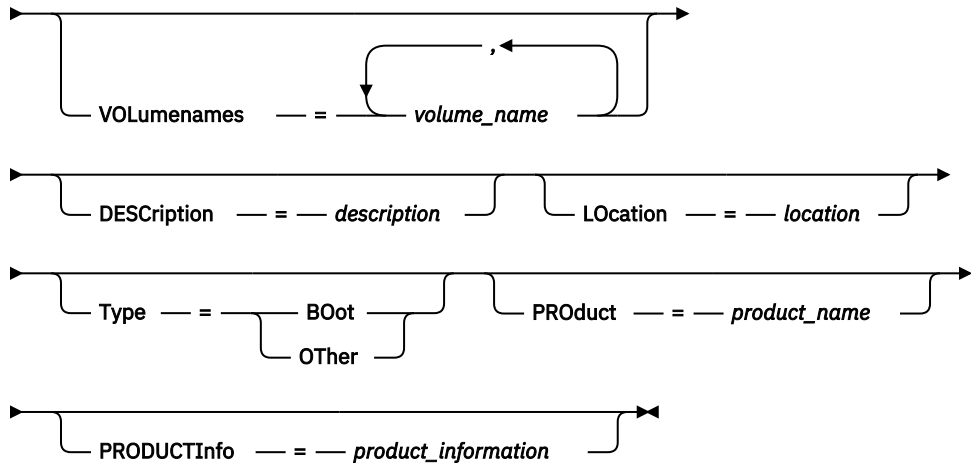 ,
VOLumenames = volume_name
DESCription = description LOcation = location
Type = BOot
OTher
PROduct = product_name
PRODUCTInfo = product_information